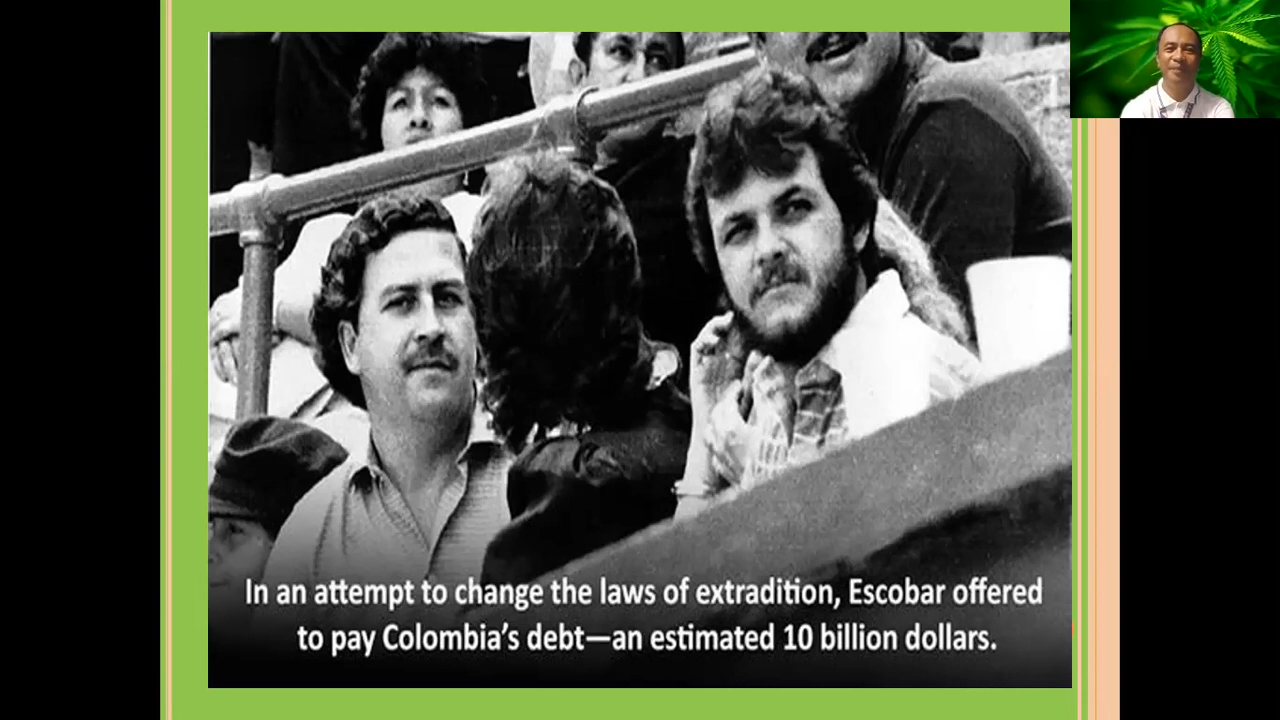 In an attempt to change the laws of extradition, Escobar offered
to pay Colombia's debt—an estimated 10 billion dollars.